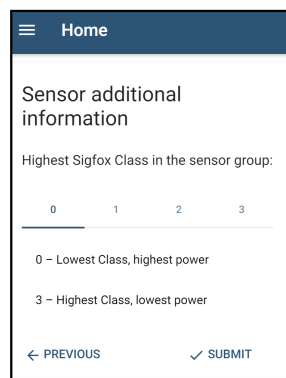 Home
Sensor additional
information
Highest Sigfox Class in the sensor group:
0 1 2 3
0 – Lowest Class, highest power
3 – Highest Class, lowest power
PREVIOUS SUBMIT